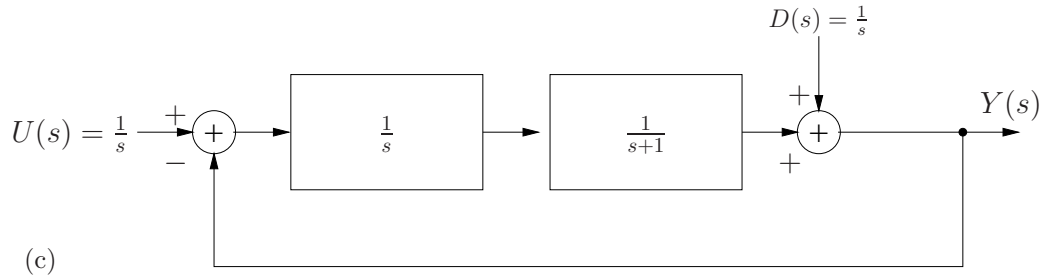 D(s) = 1/s
+
U(s) = 1/s
+
+
−
1/s
1/(s+1)
+
+
Y(s)
(c)